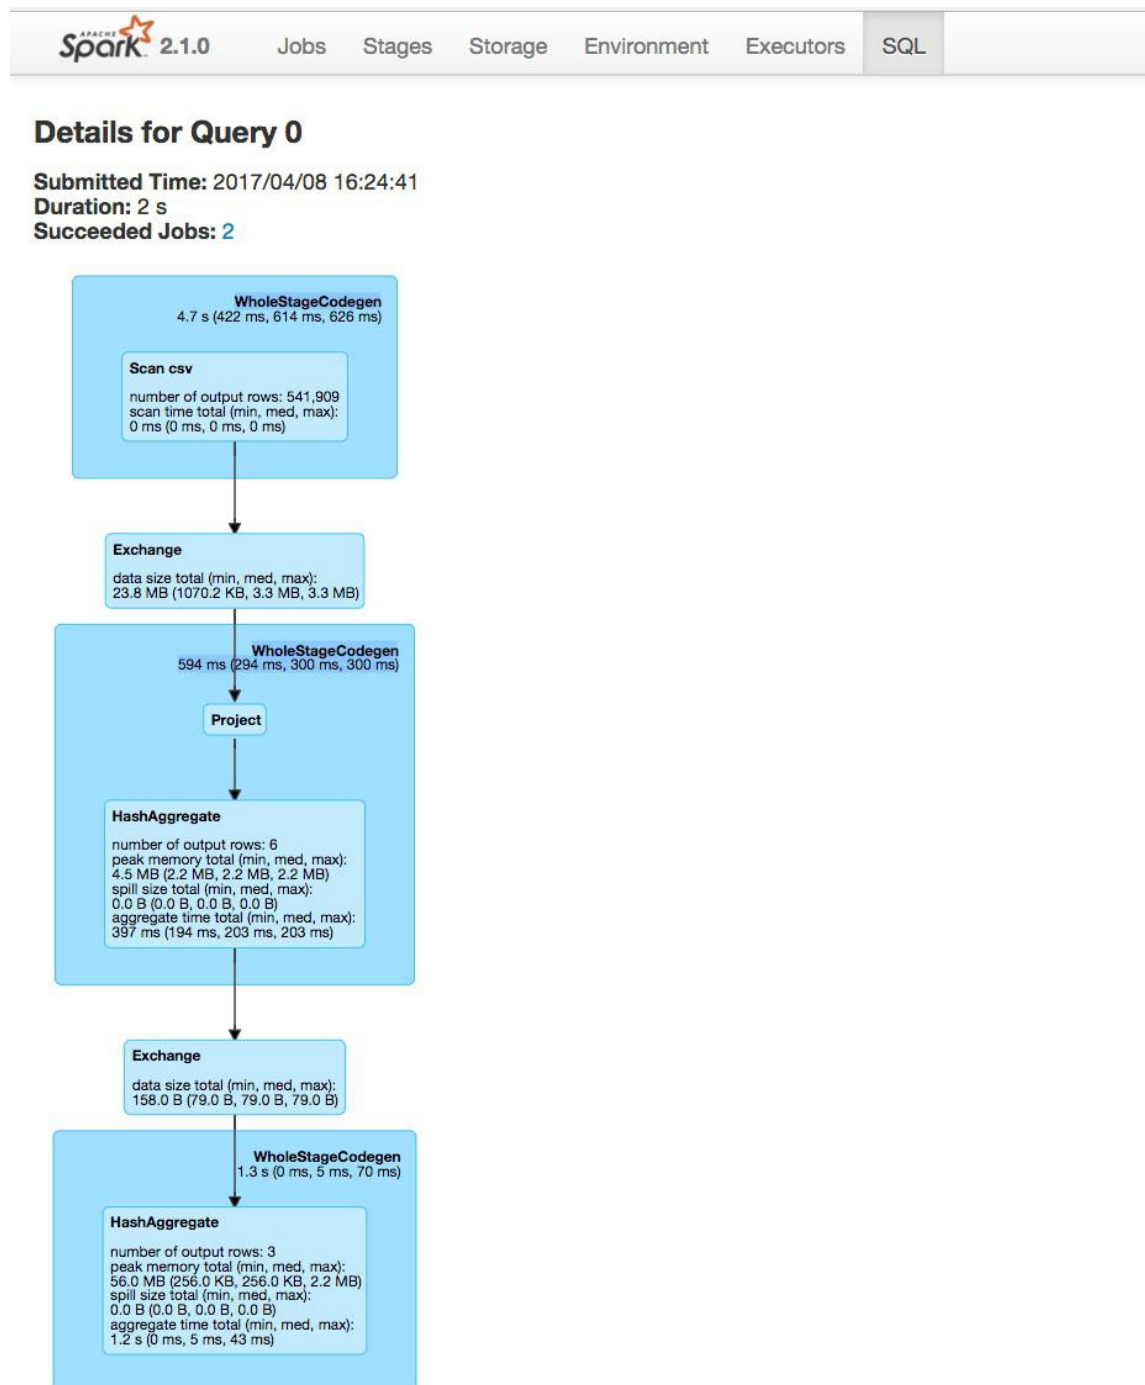 APACHE
Spark 2.1.0 Jobs Stages Storage Environment Executors SQL
Details for Query 0
Submitted Time: 2017/04/08 16:24:41
Duration: 2 s
Succeeded Jobs: 2
WholeStageCodegen
4.7 s (422 ms, 614 ms, 626 ms)
Scan csv
number of output rows: 541,909
scan time total (min, med, max):
0 ms (0 ms, 0 ms, 0 ms)
Exchange
data size total (min, med, max):
23.8 MB (1070.2 KB, 3.3 MB, 3.3 MB)
WholeStageCodegen
594 ms (294 ms, 300 ms, 300 ms)
Project
HashAggregate
number of output rows: 6
peak memory total (min, med, max):
4.5 MB (2.2 MB, 2.2 MB, 2.2 MB)
spill size total (min, med, max):
0.0 B (0.0 B, 0.0 B, 0.0 B)
aggregate time total (min, med, max):
397 ms (194 ms, 203 ms, 203 ms)
Exchange
data size total (min, med, max):
158.0 B (79.0 B, 79.0 B, 79.0 B)
WholeStageCodegen
1.3 s (0 ms, 5 ms, 70 ms)
HashAggregate
number of output rows: 3
peak memory total (min, med, max):
56.0 MB (256.0 KB, 256.0 KB, 2.2 MB)
spill size total (min, med, max):
0.0 B (0.0 B, 0.0 B, 0.0 B)
aggregate time total (min, med, max):
1.2 s (0 ms, 5 ms, 43 ms)